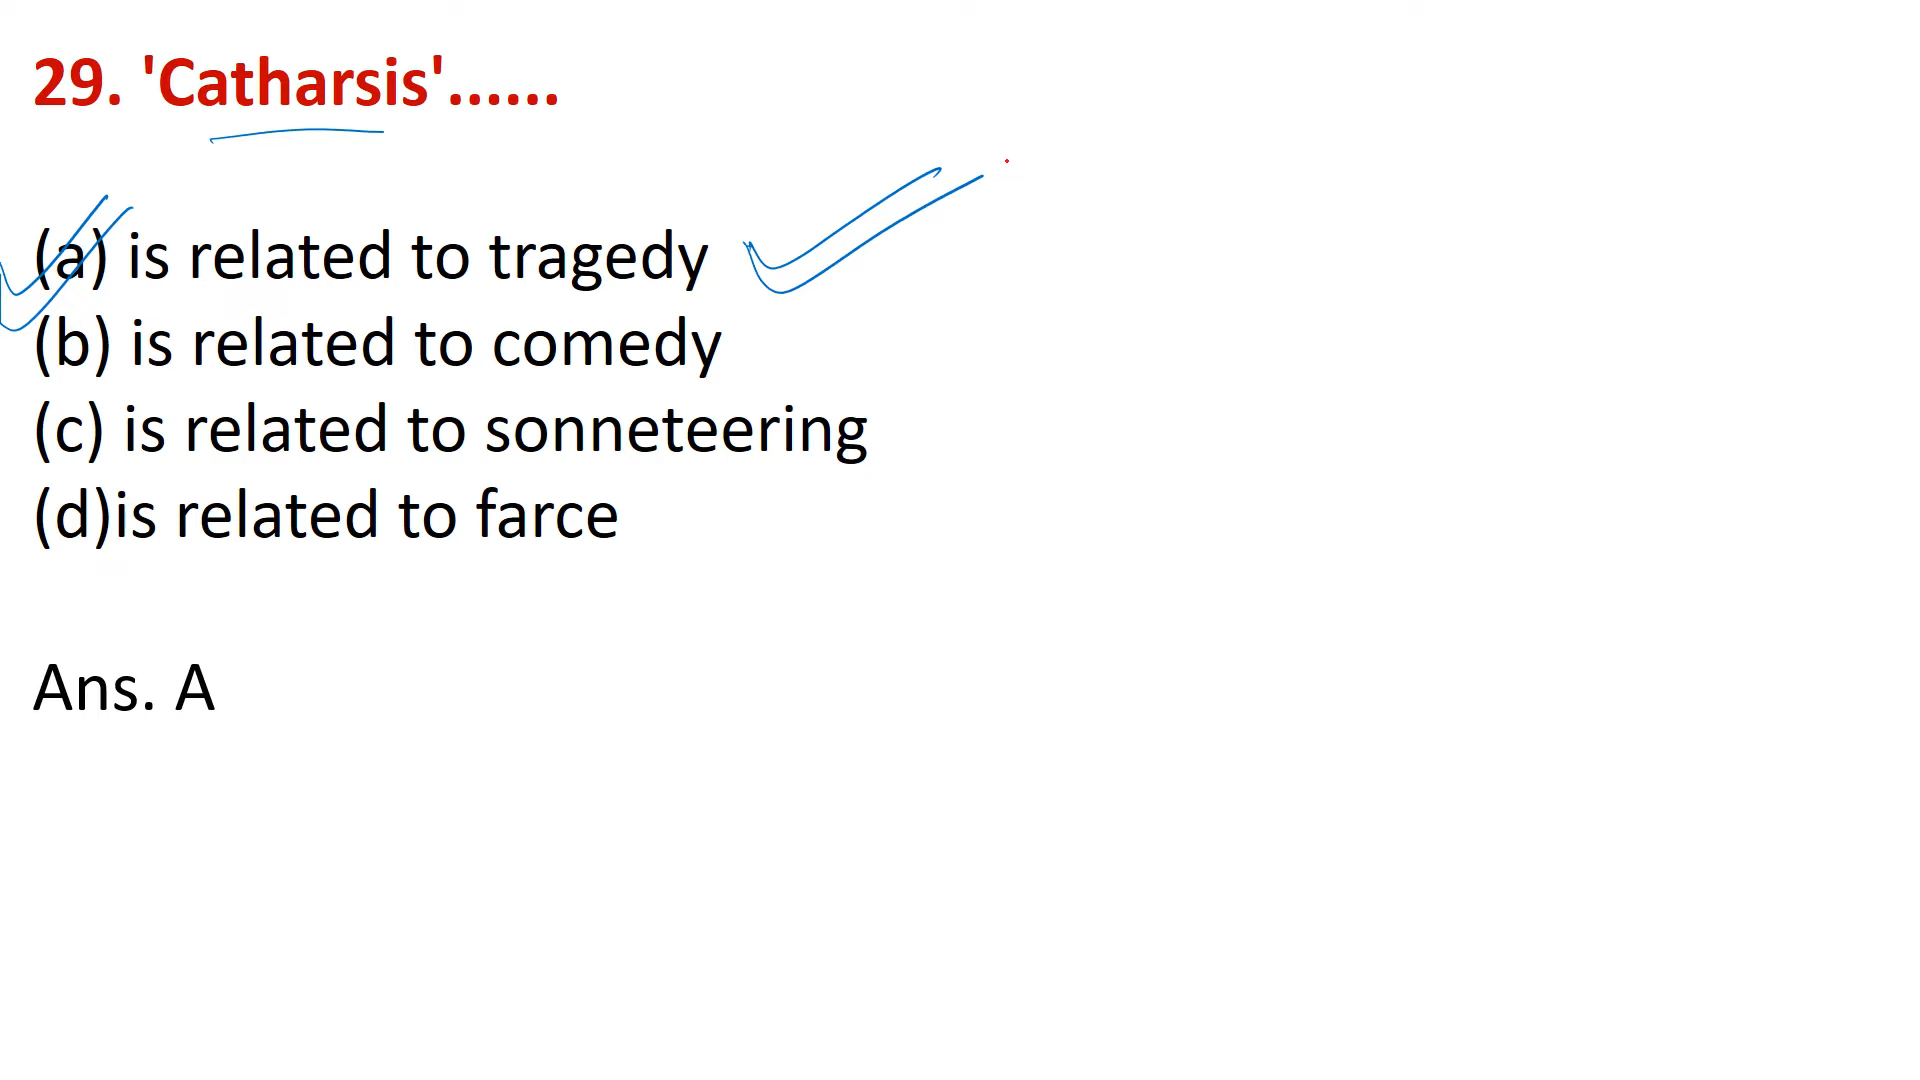 29. 'Catharsis'......
(a) is related to tragedy
(b) is related to comedy
(c) is related to sonneteering
(d)is related to farce
Ans. A